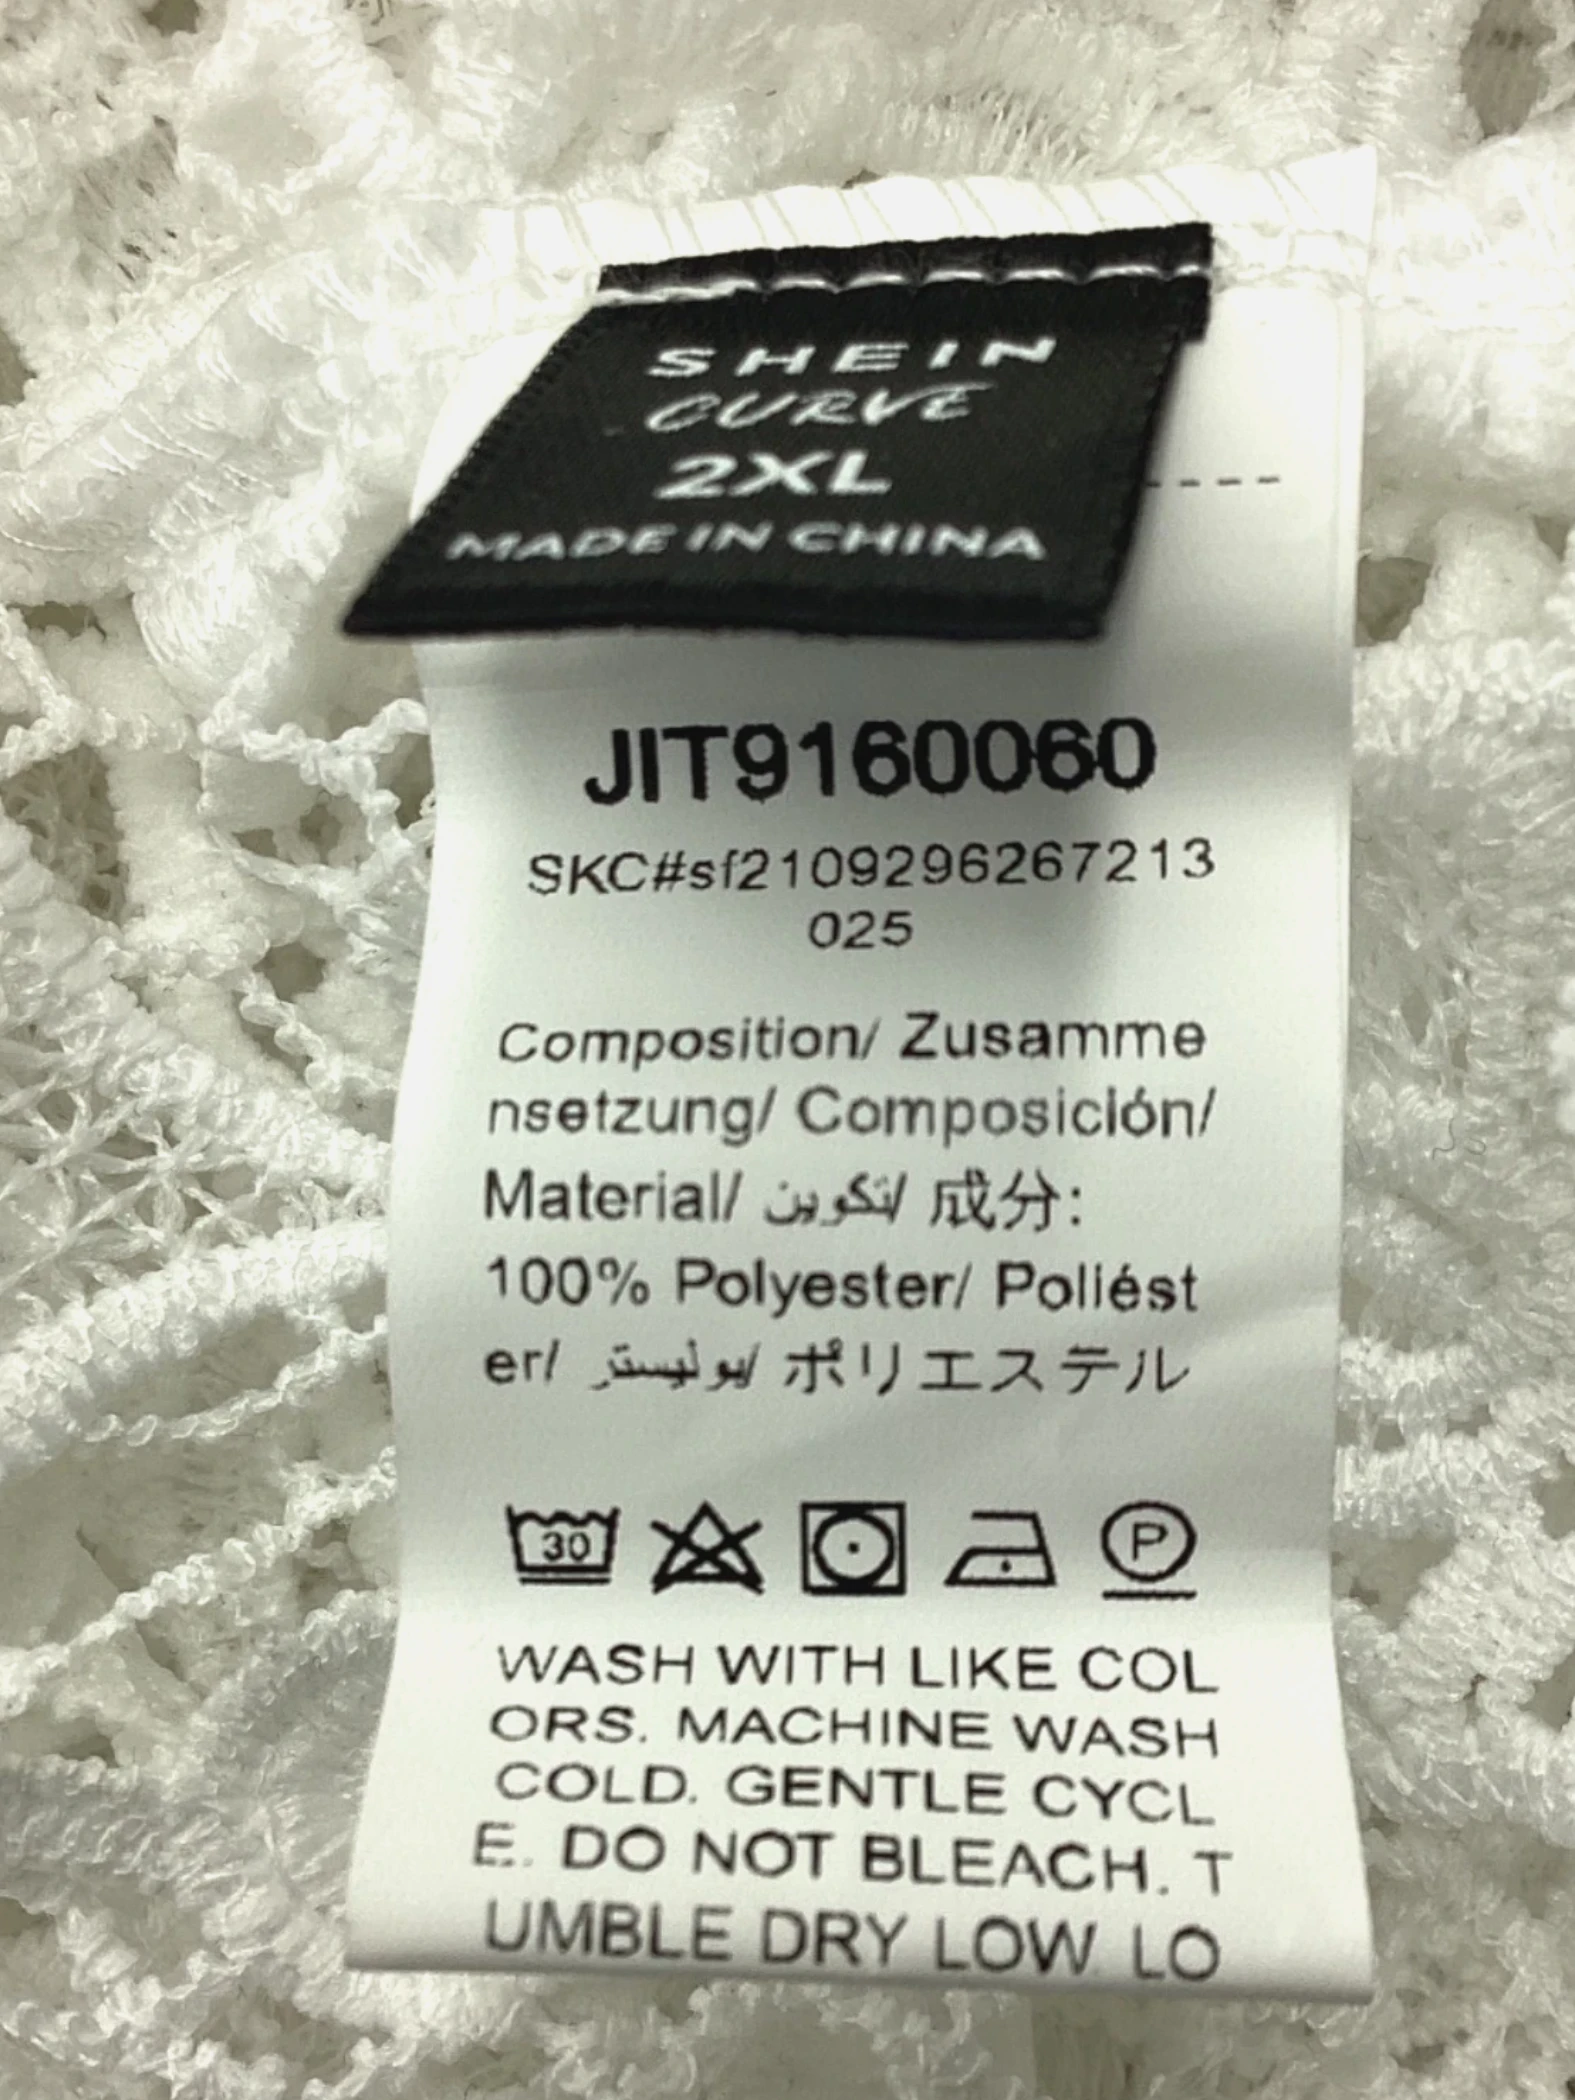 SHEIN
CURVE
2XL
MADE IN CHINA
JIT9160060
SKC#sf2109296267213
025
Composition/ Zusamme
nsetzung/ Composición/
Material/ تكوين/ 成分:
100% Polyester/ Poliést
er/ بوليستر/ ポリエステル
30
P
WASH WITH LIKE COL
ORS. MACHINE WASH
COLD. GENTLE CYCL
E. DO NOT BLEACH. T
UMBLE DRY LOW. LO